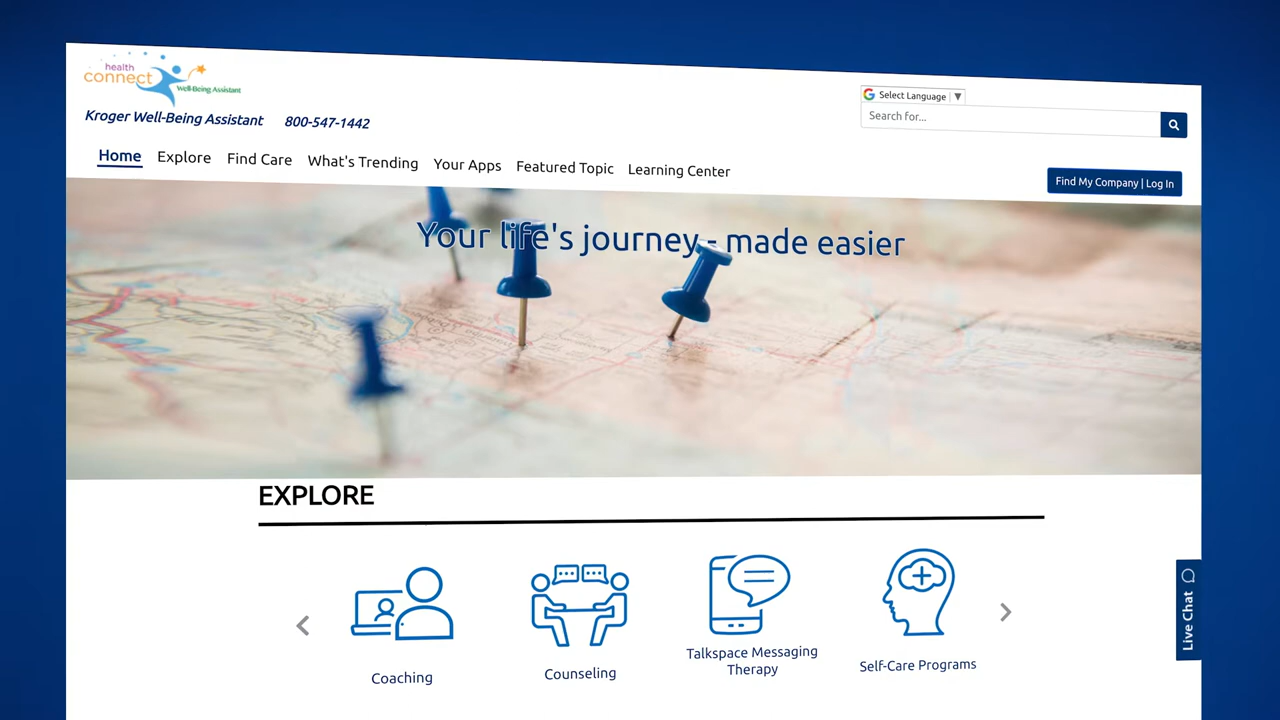 health
connect
Well-Being Assistant
Select Language ▼
Kroger Well-Being Assistant 800-547-1442
Search for...
Home Explore Find Care What's Trending Your Apps Featured Topic Learning Center
Find My Company | Log In
Your life's journey - made easier
EXPLORE
Coaching
Counseling
Talkspace Messaging
Therapy
Self-Care Programs
Live Chat